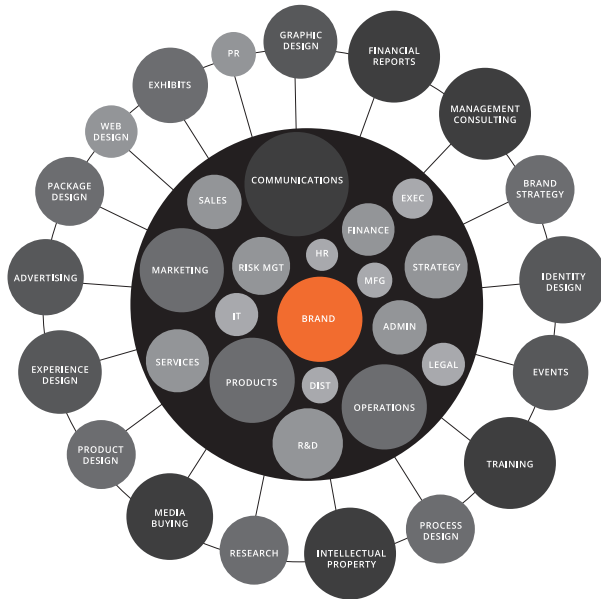 GRAPHIC
DESIGN
PR
FINANCIAL
REPORTS
EXHIBITS
MANAGEMENT
CONSULTING
WEB
DESIGN
COMMUNICATIONS
PACKAGE
DESIGN
BRAND
STRATEGY
SALES
EXEC
FINANCE
HR
MARKETING
RISK MGT
STRATEGY
ADVERTISING
MFG
IDENTITY
DESIGN
IT
BRAND
ADMIN
SERVICES
LEGAL
EXPERIENCE
DESIGN
EVENTS
PRODUCTS
DIST
OPERATIONS
R&D
PRODUCT
DESIGN
TRAINING
MEDIA
BUYING
PROCESS
DESIGN
RESEARCH
INTELLECTUAL
PROPERTY